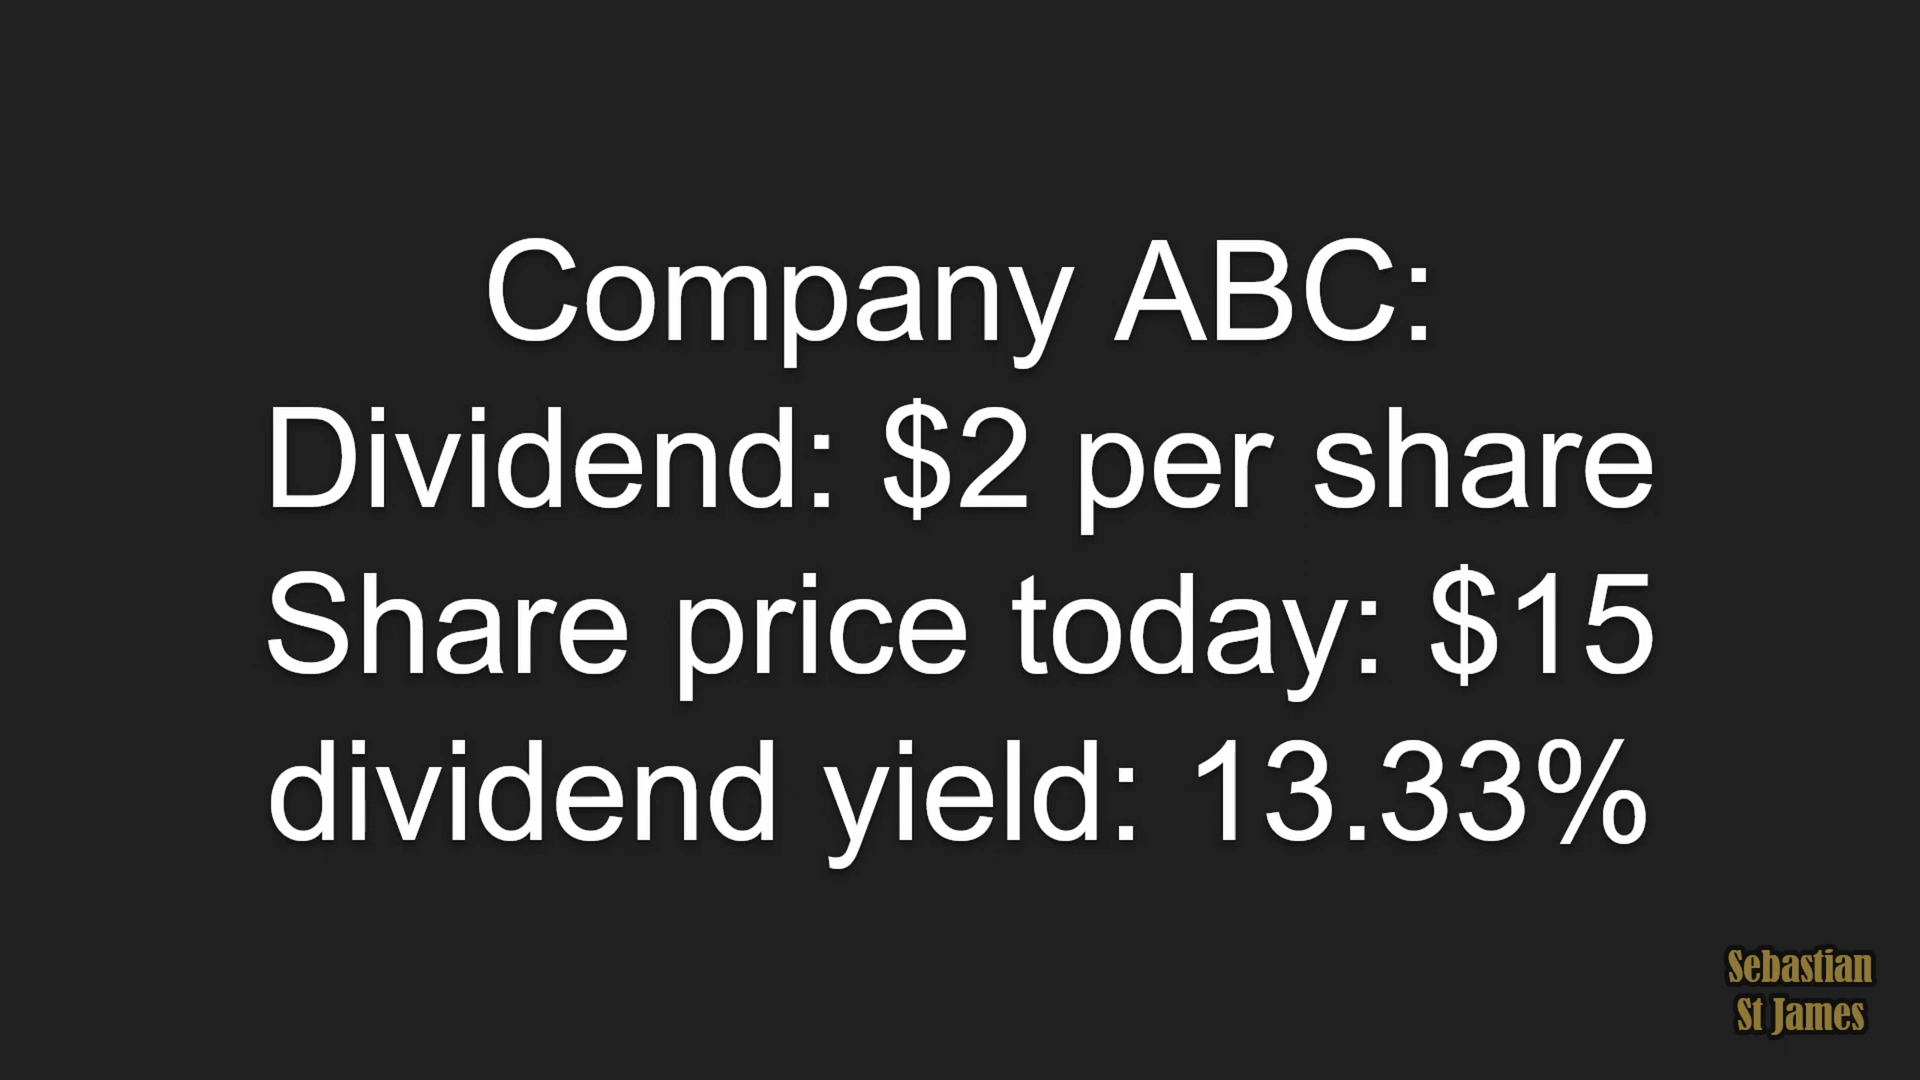 Company ABC:
Dividend: $2 per share
Share price today: $15
dividend yield: 13.33%
Sebastian
St James